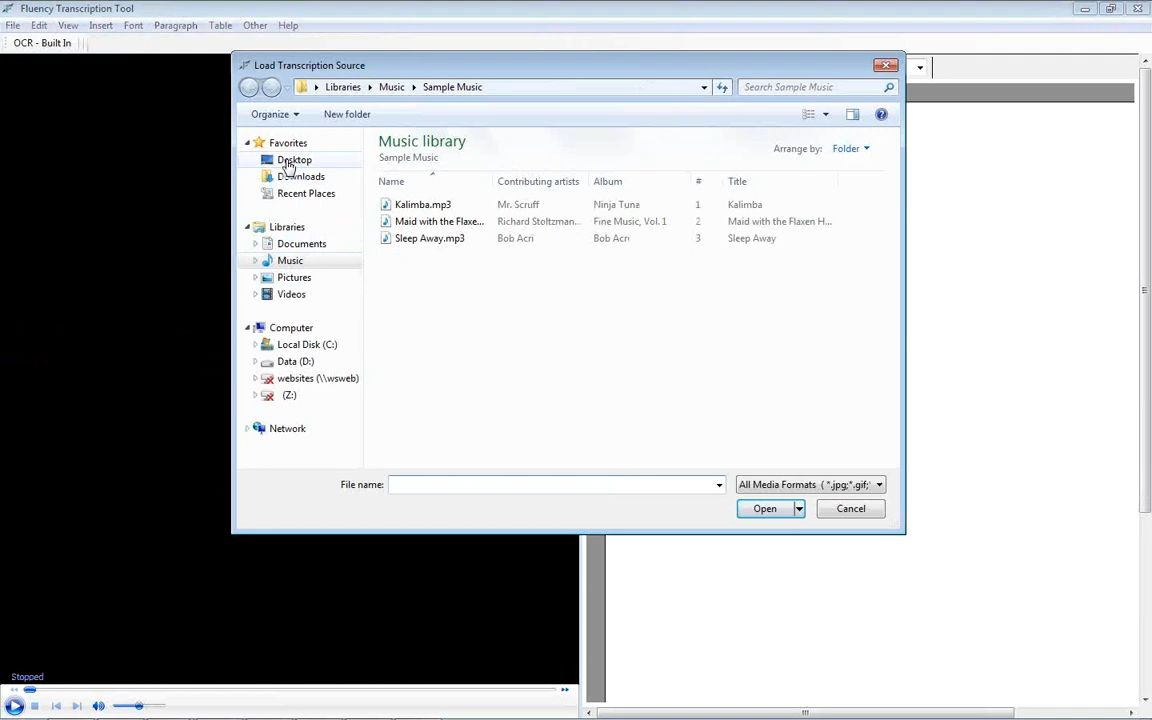 Fluency Transcription Tool
File Edit View Insert Font Paragraph Table Other Help
OCR - Built In
Load Transcription Source
Libraries Music Sample Music
Search Sample Music
Organize New folder
Favorites
Desktop
Downloads
Recent Places
Libraries
Documents
Music
Pictures
Videos
Computer
Local Disk (C:)
Data (D:)
websites (\\wsweb)
(Z:)
Network
Music library
Sample Music
Arrange by: Folder
Name Contributing artists Album # Title
Kalimba.mp3 Mr. Scruff Ninja Tuna 1 Kalimba
Maid with the Flaxe... Richard Stoltzman... Fine Music, Vol. 1 2 Maid with the Flaxen H...
Sleep Away.mp3 Bob Acri Bob Acri 3 Sleep Away
File name:
All Media Formats ( *.jpg;*.gif;*
Open Cancel
Stopped